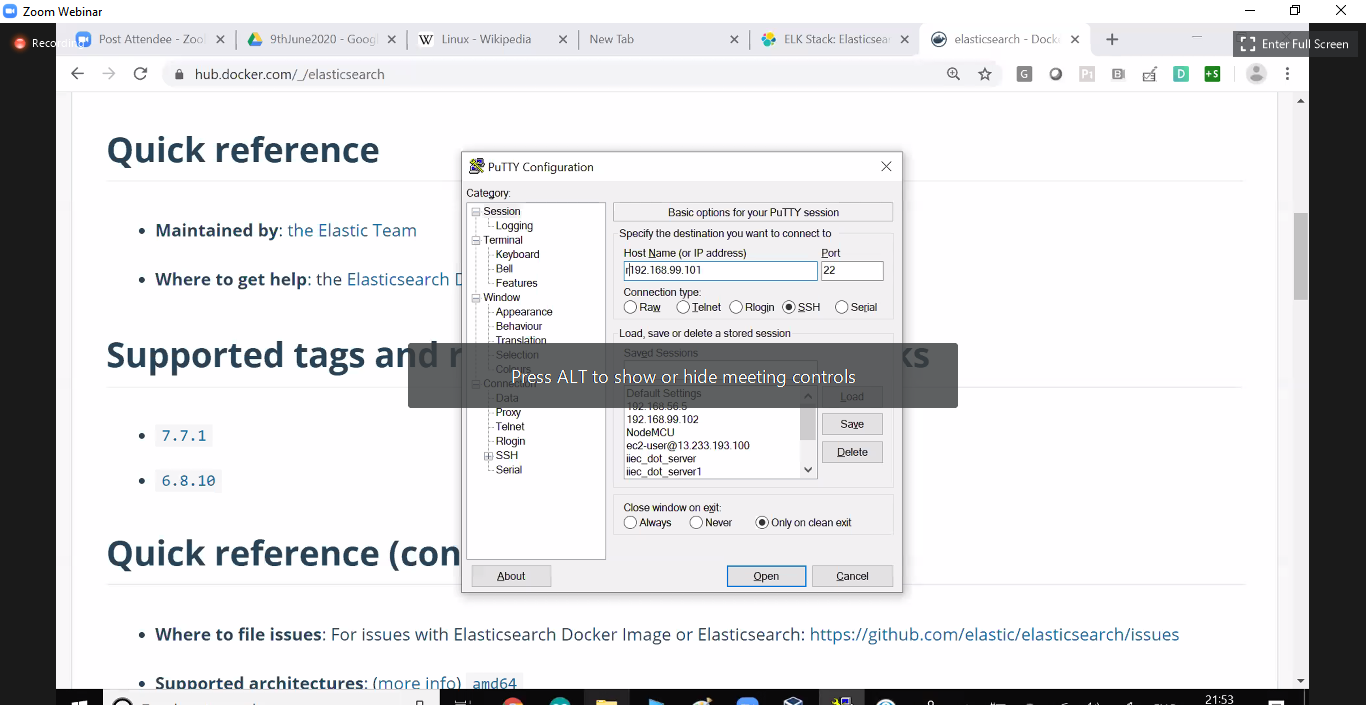 Zoom Webinar
Recording
Post Attendee - Zoo
9thJune2020 - Goog
Linux - Wikipedia
New Tab
ELK Stack: Elasticsea
elasticsearch - Dock
Enter Full Screen
hub.docker.com/_/elasticsearch
Quick reference
Maintained by: the Elastic Team
Where to get help: the Elasticsearch D
Supported tags and r
ks
7.7.1
6.8.10
Quick reference (con
Where to file issues: For issues with Elasticsearch Docker Image or Elasticsearch: https://github.com/elastic/elasticsearch/issues
Supported architectures: (more info) amd64
PuTTY Configuration
Category:
Session
Logging
Terminal
Keyboard
Bell
Features
Window
Appearance
Behaviour
Translation
Selection
Colours
Connection
Data
Proxy
Telnet
Rlogin
SSH
Serial
Basic options for your PuTTY session
Specify the destination you want to connect to
Host Name (or IP address)
Port
r192.168.99.101
22
Connection type:
Raw
Telnet
Rlogin
SSH
Serial
Load, save or delete a stored session
Saved Sessions
Press ALT to show or hide meeting controls
Default Settings
192.168.56.5
192.168.99.102
NodeMCU
ec2-user@13.233.193.100
iiec_dot_server
iiec_dot_server1
Load
Save
Delete
Close window on exit:
Always
Never
Only on clean exit
About
Open
Cancel
21:53